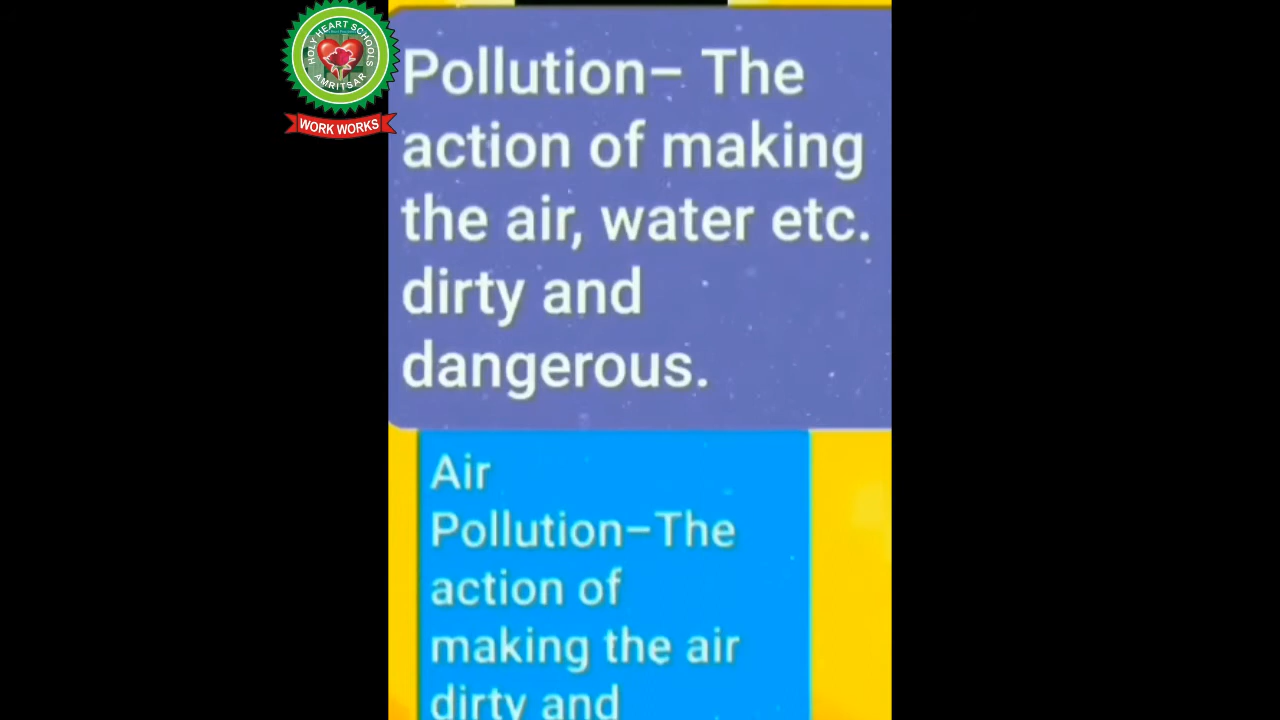 HOLY HEART SCHOOLS
AMRITSAR
WORK WORKS
Pollution– The
action of making
the air, water etc.
dirty and
dangerous.
Air
Pollution–The
action of
making the air
dirty and